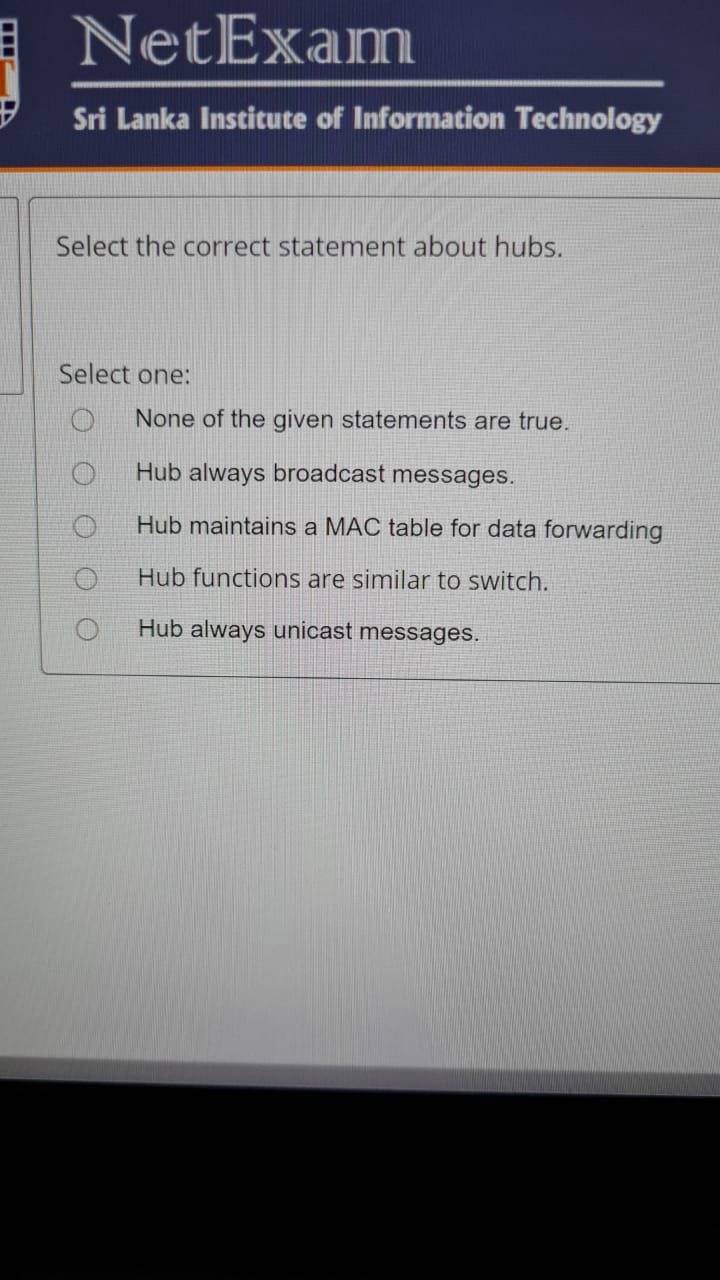 NetExam
Sri Lanka Institute of Information Technology
Select the correct statement about hubs.
Select one:
None of the given statements are true.
Hub always broadcast messages.
Hub maintains a MAC table for data forwarding
Hub functions are similar to switch.
Hub always unicast messages.